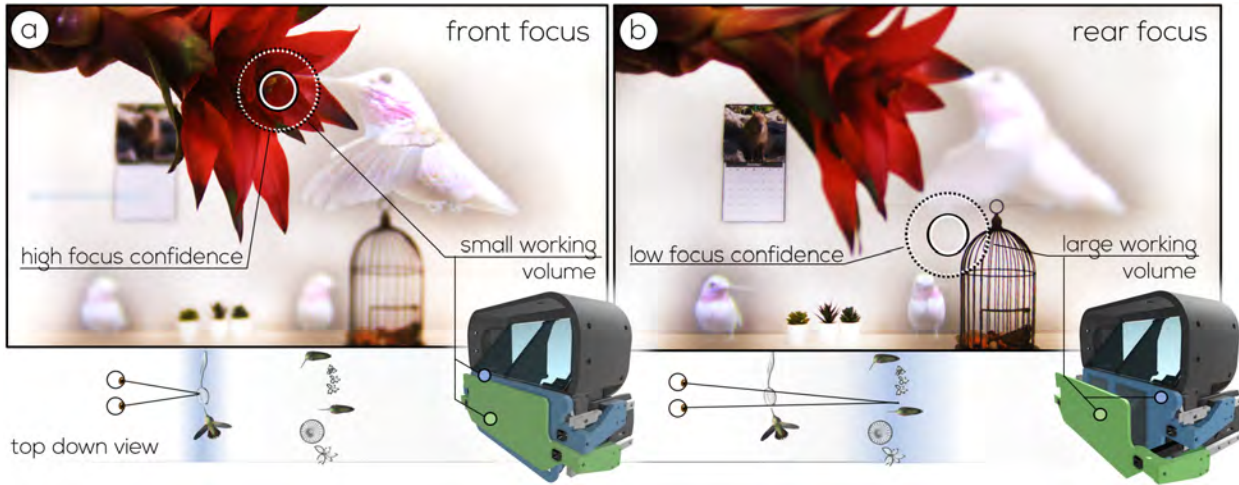 a
front focus
high focus confidence
small working
volume
top down view
b
rear focus
low focus confidence
large working
volume